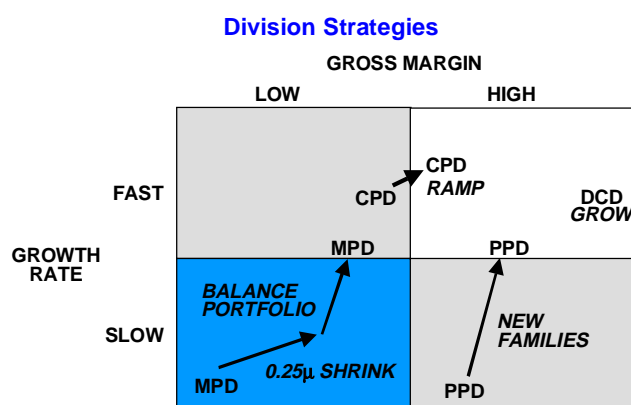 Division Strategies
GROSS MARGIN
LOW
HIGH
CPD
RAMP
CPD
FAST
DCD
GROW
MPD
PPD
GROWTH
RATE
BALANCE
PORTFOLIO
SLOW
NEW
FAMILIES
0.25µ SHRINK
MPD
PPD